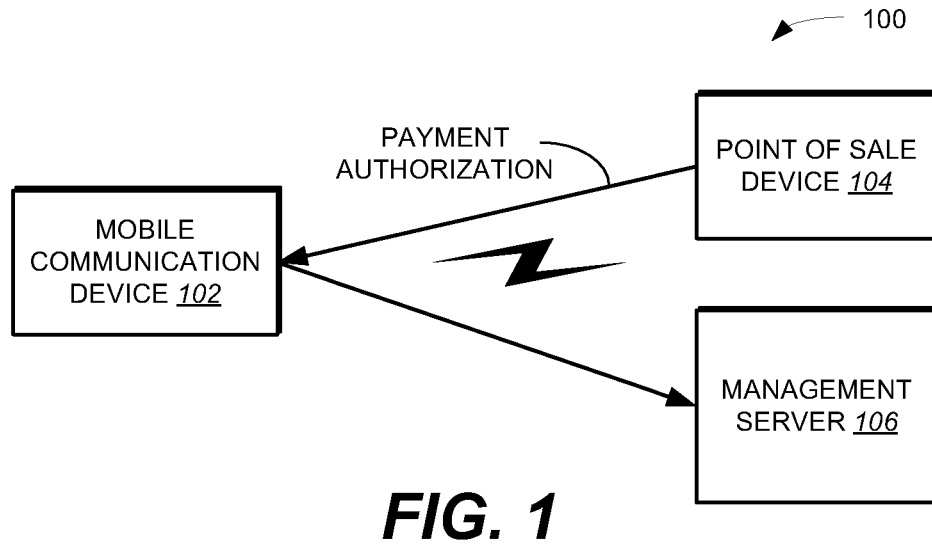 100
PAYMENT
AUTHORIZATION
POINT OF SALE
DEVICE 104
MOBILE
COMMUNICATION
DEVICE 102
MANAGEMENT
SERVER 106
FIG. 1